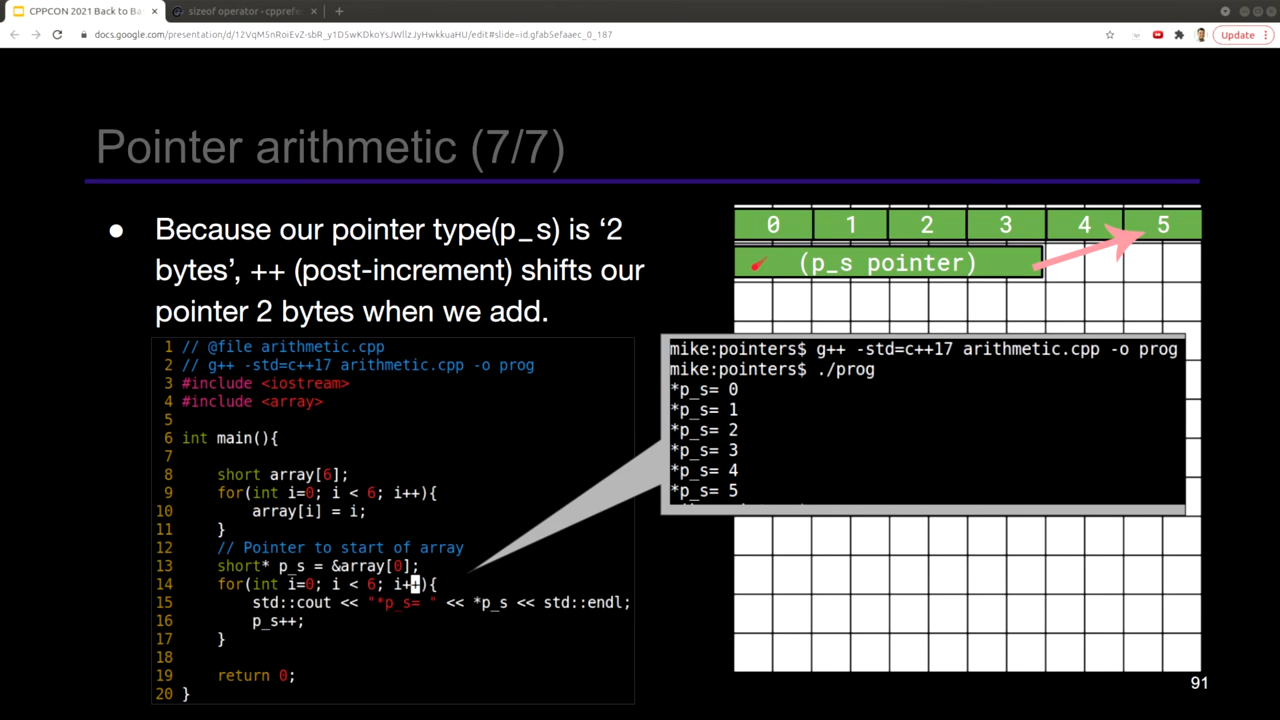 CPPCON 2021 Back to Ba
sizeof operator - cpprefe
docs.google.com/presentation/d/12VqM5nRoiEvZ-sbR_y1D5wKDkoYsJWllzJyHwkkuaHU/edit#slide=id.gfab5efaaec_0_187
Update
Pointer arithmetic (7/7)
● Because our pointer type(p_s) is ‘2
bytes’, ++ (post-increment) shifts our
pointer 2 bytes when we add.
0 1 2 3 4 5
(p_s pointer)
1 // @file arithmetic.cpp
2 // g++ -std=c++17 arithmetic.cpp -o prog
3 #include <iostream>
4 #include <array>
5
6 int main(){
7
8 short array[6];
9 for(int i=0; i < 6; i++){
10 array[i] = i;
11 }
12 // Pointer to start of array
13 short* p_s = &array[0];
14 for(int i=0; i < 6; i++){
15 std::cout << "*p_s= " << *p_s << std::endl;
16 p_s++;
17 }
18
19 return 0;
20 }
mike:pointers$ g++ -std=c++17 arithmetic.cpp -o prog
mike:pointers$ ./prog
*p_s= 0
*p_s= 1
*p_s= 2
*p_s= 3
*p_s= 4
*p_s= 5
91